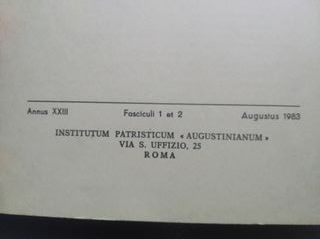 Annus XXIII Fasciculi 1 et 2 Augustus 1983
INSTITUTUM PATRISTICUM « AUGUSTINIANUM »
VIA S. UFFIZIO, 25
ROMA